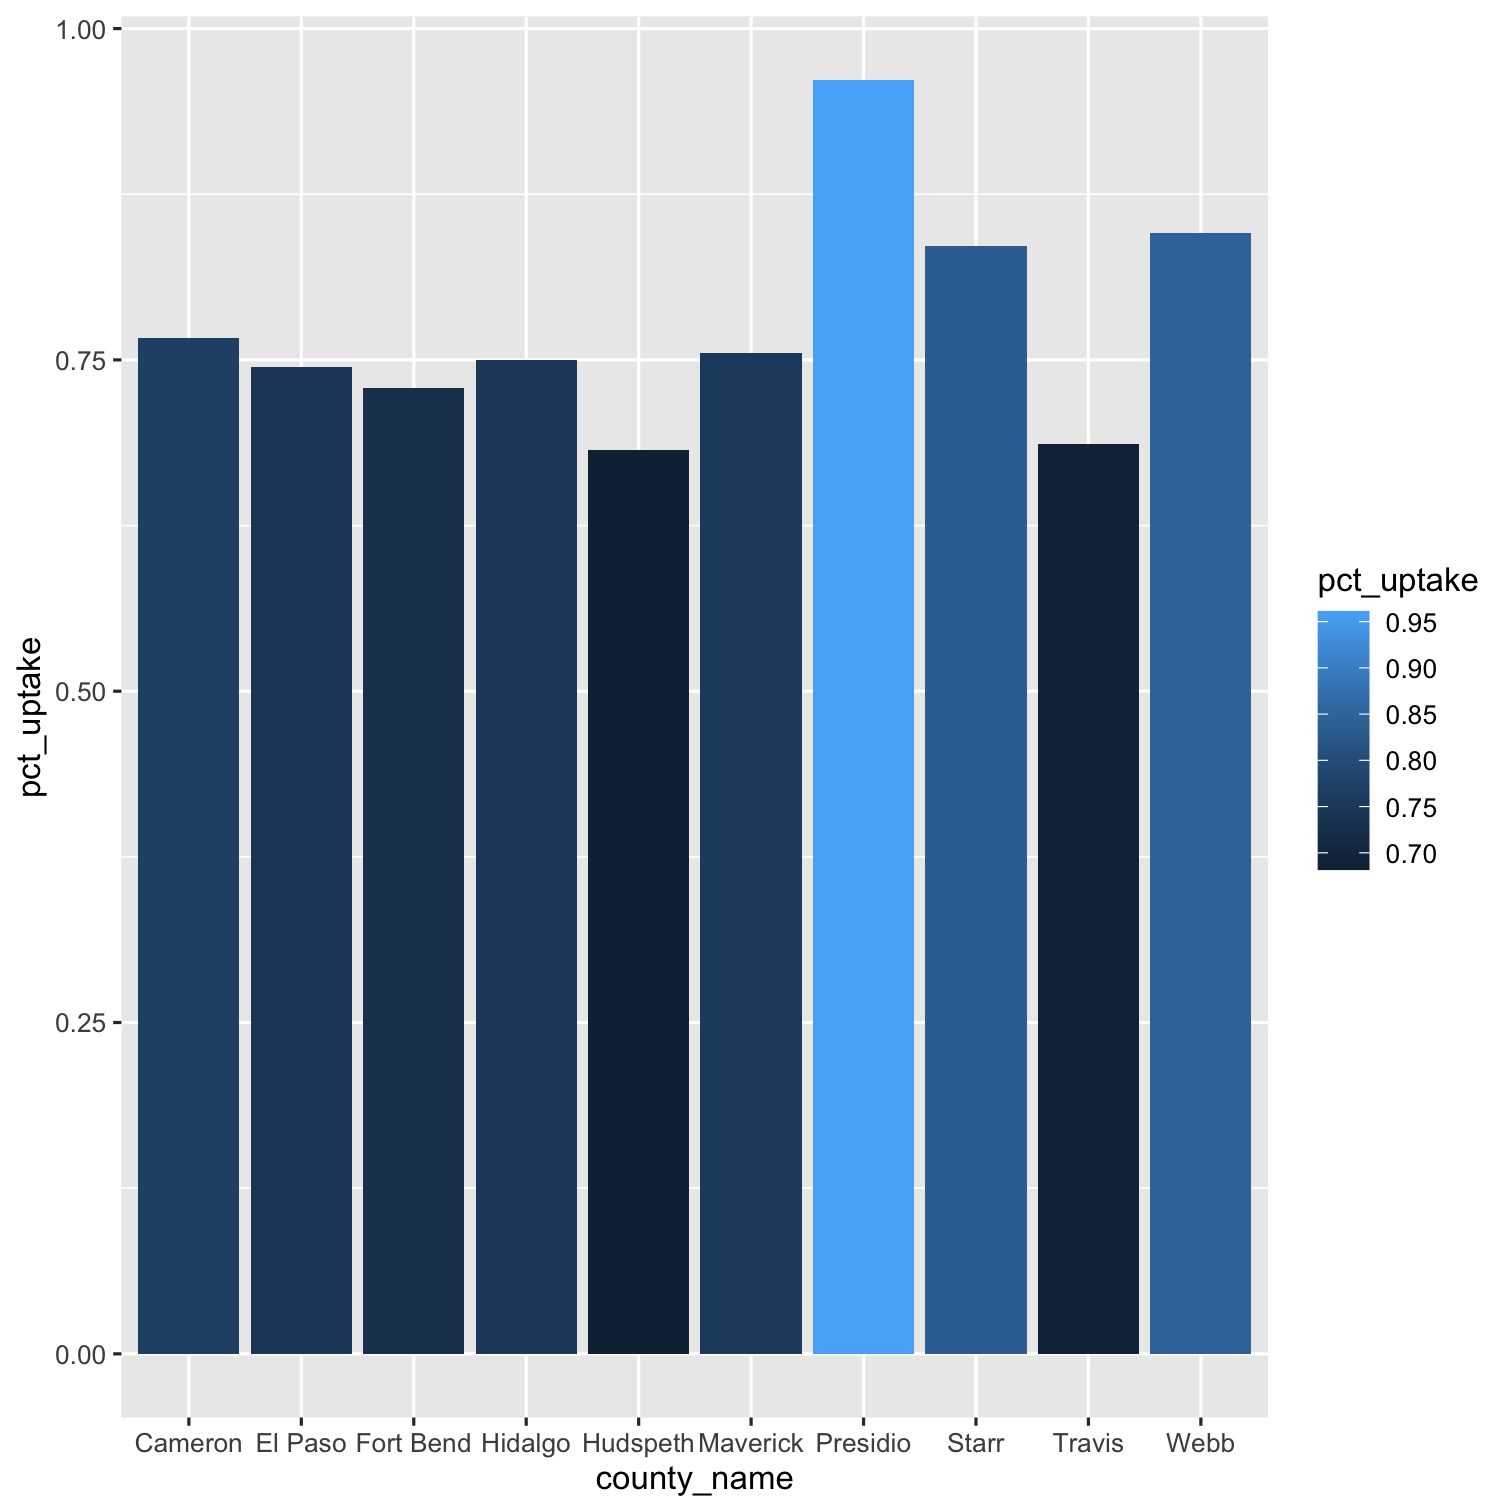 1.00
0.75
0.50
0.25
0.00
pct_uptake
Cameron El Paso Fort Bend Hidalgo Hudspeth Maverick Presidio Starr Travis Webb
county_name
pct_uptake
0.95
0.90
0.85
0.80
0.75
0.70